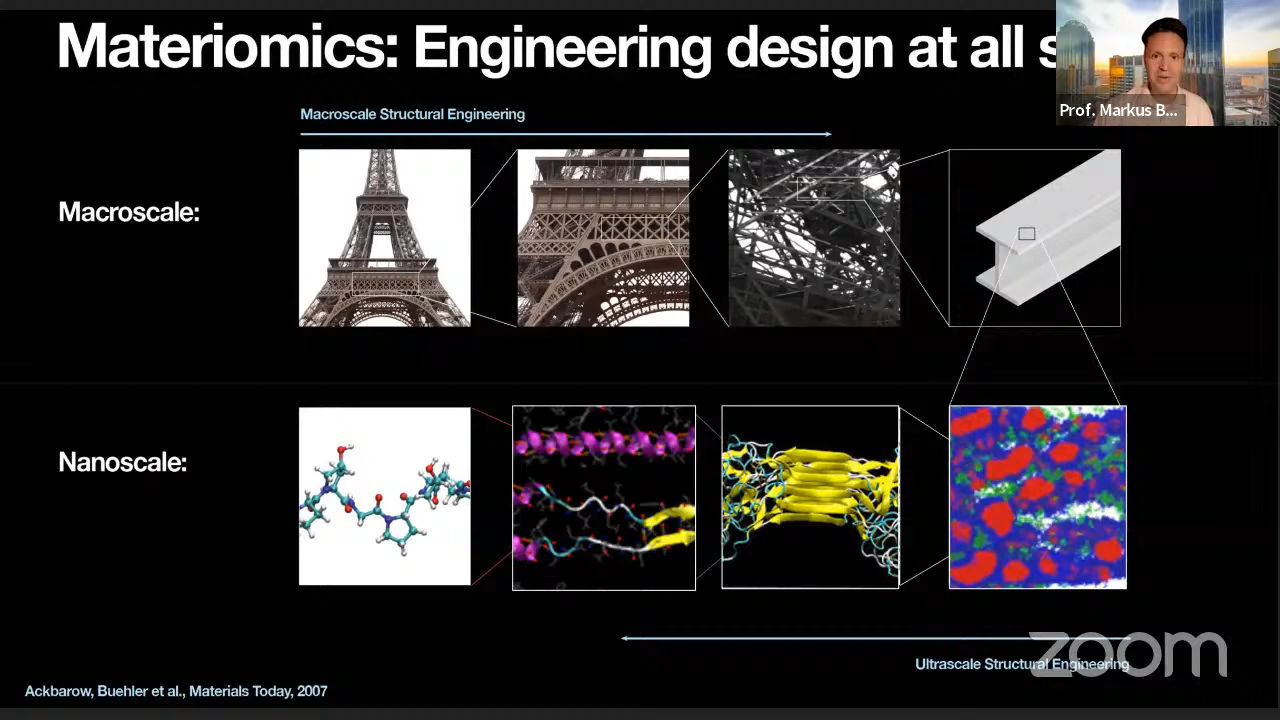 Materiomics: Engineering design at all s
Prof. Markus B...
Macroscale Structural Engineering
Macroscale:
Nanoscale:
zoom
Ultrascale Structural Engineering
Ackbarow, Buehler et al., Materials Today, 2007